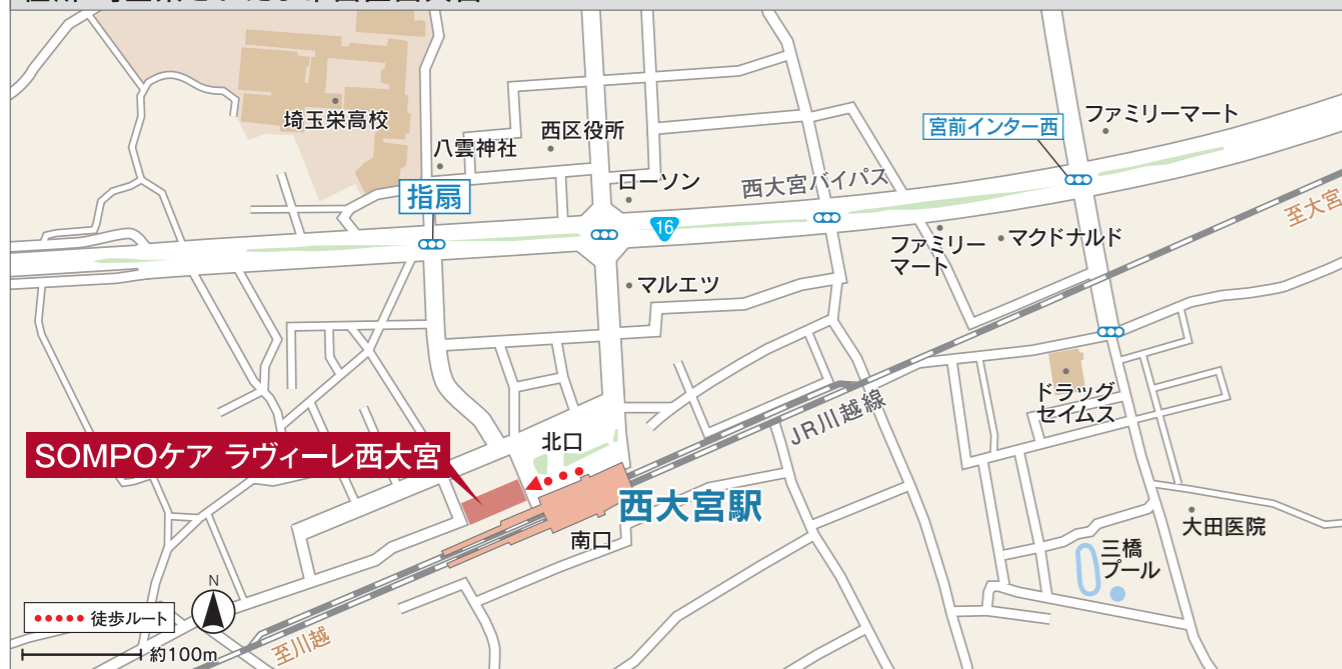 埼玉栄高校
八雲神社
西区役所
ローソン
指扇
16
西大宮バイパス
宮前インター西
ファミリーマート
至大宮
ファミリー
マート
マクドナルド
マルエツ
JR川越線
ドラッグ
セイムス
SOMPOケア ラヴィーレ西大宮
北口
西大宮駅
南口
大田医院
三橋
プール
N
徒歩ルート
約100m
至川越